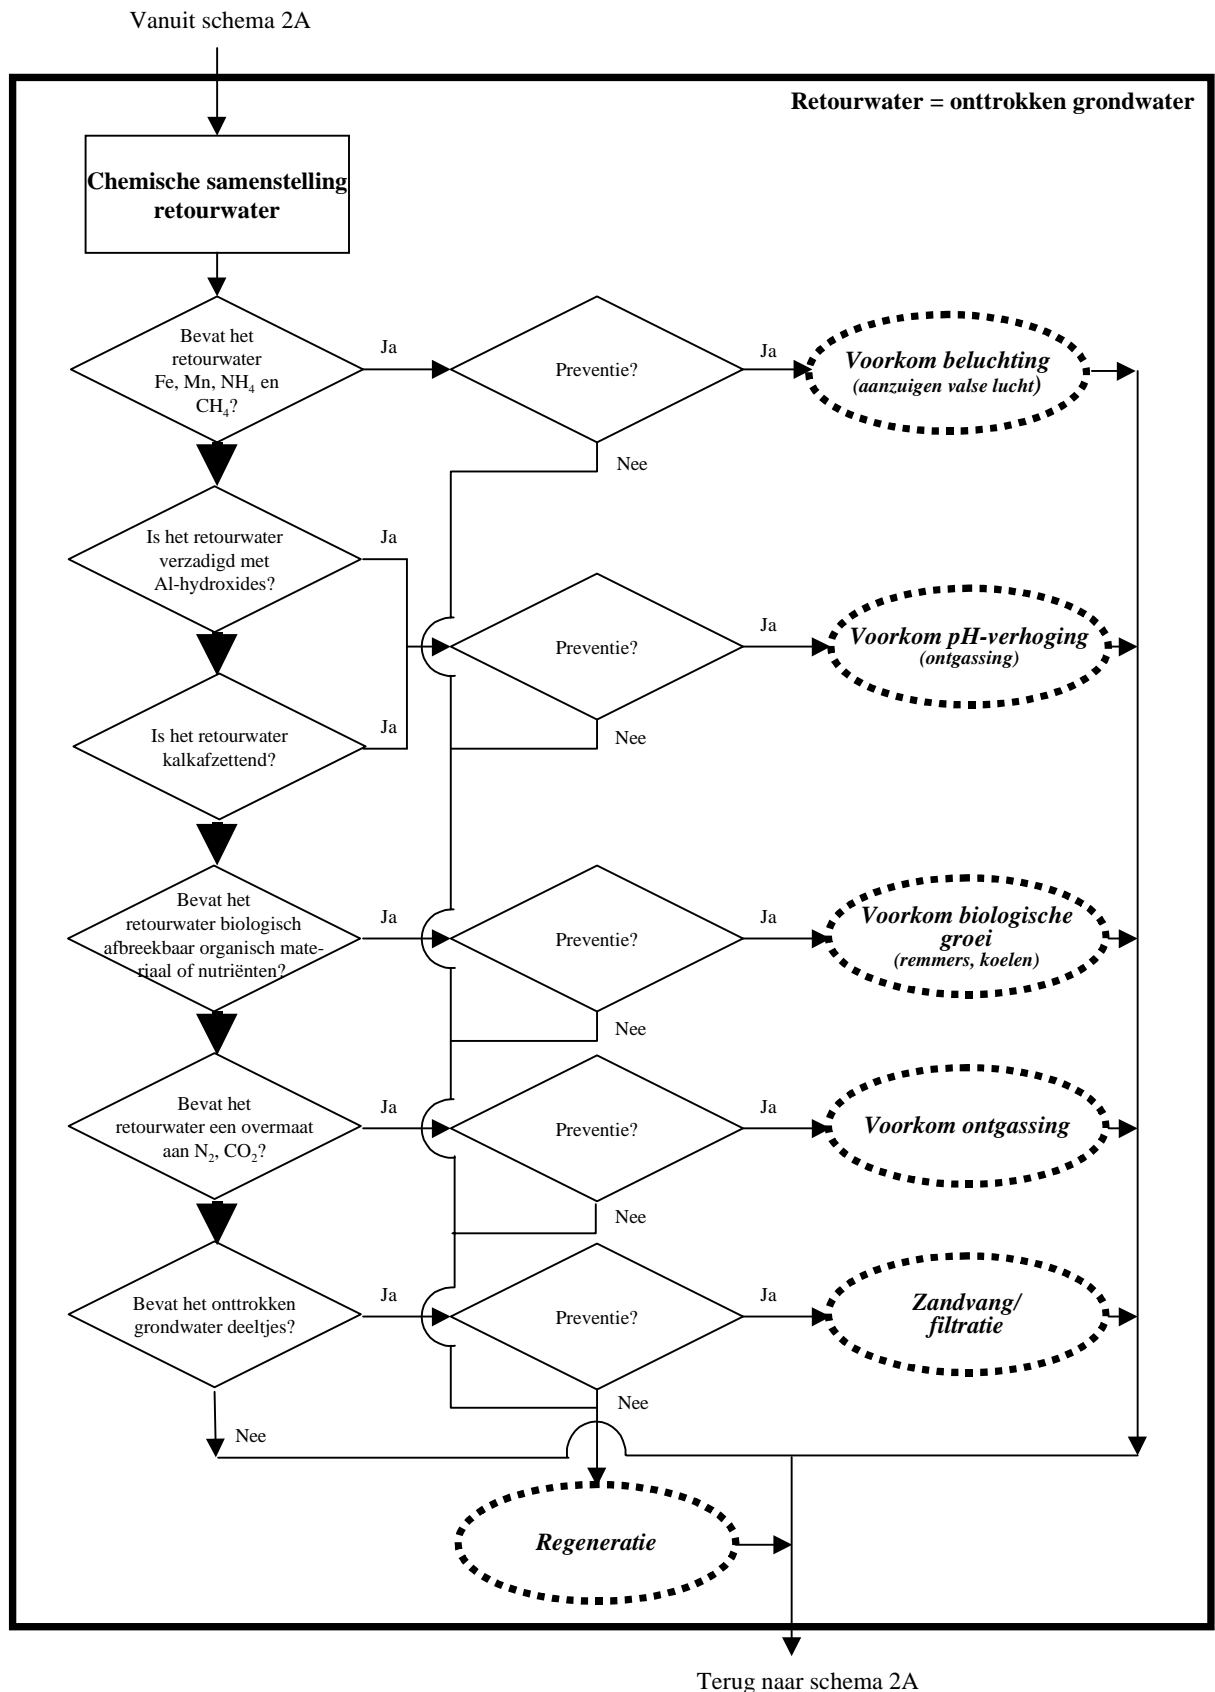 Vanuit schema 2A
Retourwater = onttrokken grondwater
Chemische samenstelling
retourwater
Bevat het
retourwater
Fe, Mn, NH₄ en
CH₄?
Ja
Preventie?
Ja
Voorkom beluchting
(aanzuigen valse lucht)
Nee
Is het retourwater
verzadigd met
Al-hydroxides?
Ja
Preventie?
Ja
Voorkom pH-verhoging
(ontgassing)
Nee
Is het retourwater
kalkafzettend?
Ja
Bevat het
retourwater biologisch
afbreekbaar organisch mate-
riaal of nutriënten?
Ja
Preventie?
Ja
Voorkom biologische
groei
(remmers, koelen)
Nee
Bevat het
retourwater een overmaat
aan N₂, CO₂?
Ja
Preventie?
Ja
Voorkom ontgassing
Nee
Bevat het onttrokken
grondwater deeltjes?
Ja
Preventie?
Ja
Zandvang/
filtratie
Nee
Nee
Regeneratie
Terug naar schema 2A